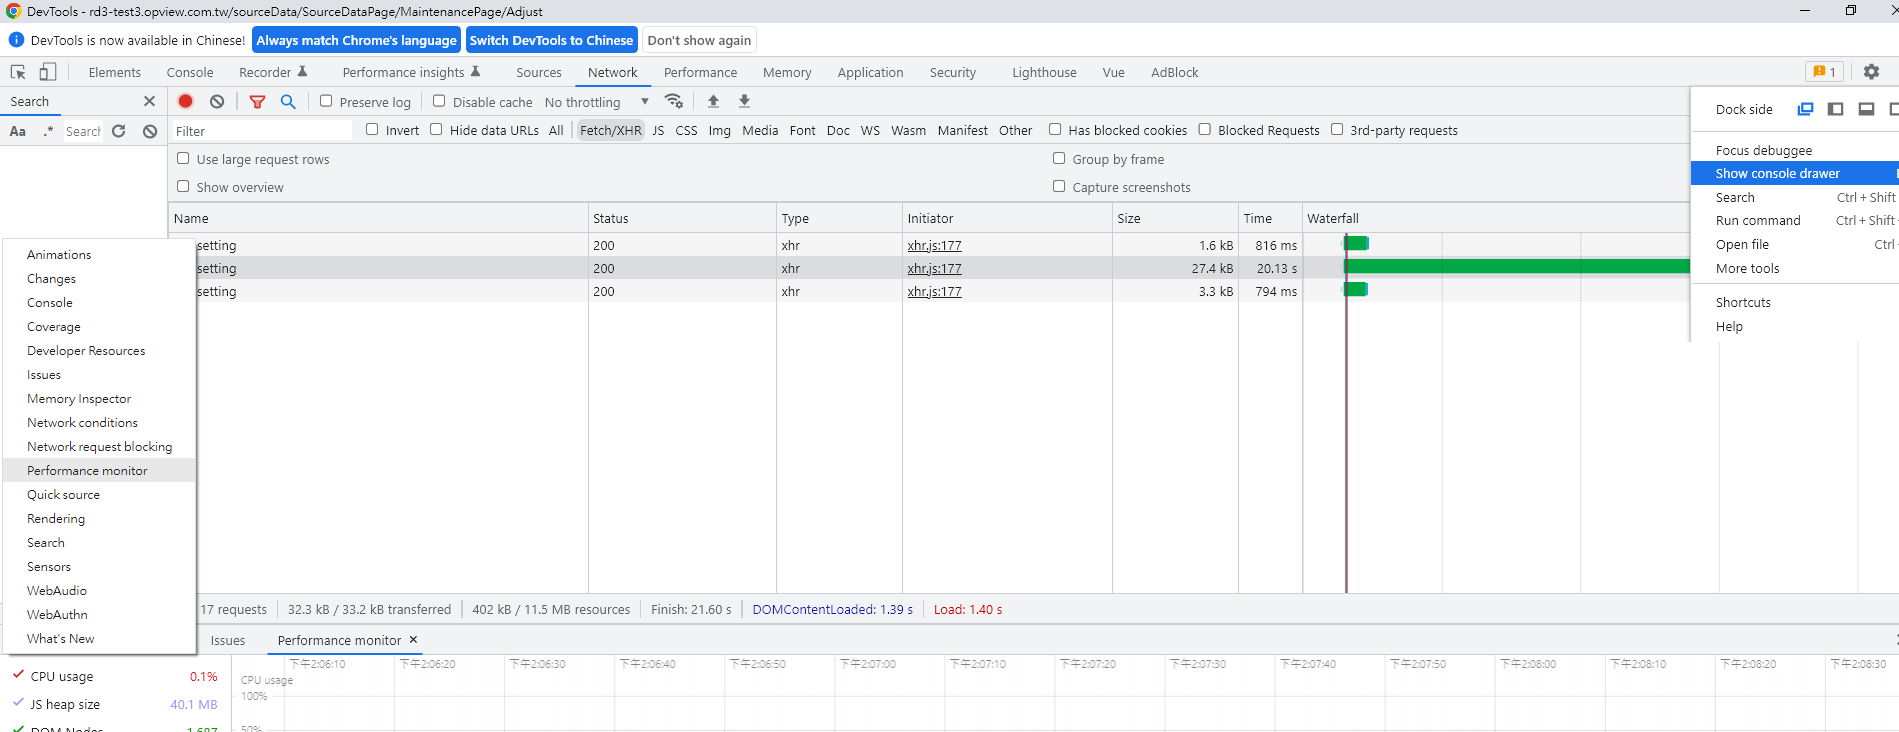 DevTools - rd3-test3.opview.com.tw/sourceData/SourceDataPage/MaintenancePage/Adjust
DevTools is now available in Chinese! Always match Chrome's language Switch DevTools to Chinese Don't show again
Elements Console Recorder Performance insights Sources Network Performance Memory Application Security Lighthouse Vue AdBlock 1
Search Preserve log Disable cache No throttling
Dock side
Aa .* Search Filter Invert Hide data URLs All Fetch/XHR JS CSS Img Media Font Doc WS Wasm Manifest Other Has blocked cookies Blocked Requests 3rd-party requests
Use large request rows Group by frame
Show overview Capture screenshots
Focus debuggee
Show console drawer
Search Ctrl + Shift
Run command Ctrl + Shift
Open file Ctrl
More tools
Shortcuts
Help
Name Status Type Initiator Size Time Waterfall
setting 200 xhr xhr.js:177 1.6 kB 816 ms
setting 200 xhr xhr.js:177 27.4 kB 20.13 s
setting 200 xhr xhr.js:177 3.3 kB 794 ms
Animations
Changes
Console
Coverage
Developer Resources
Issues
Memory Inspector
Network conditions
Network request blocking
Performance monitor
Quick source
Rendering
Search
Sensors
WebAudio
WebAuthn
What's New
17 requests 32.3 kB / 33.2 kB transferred 402 kB / 11.5 MB resources Finish: 21.60 s DOMContentLoaded: 1.39 s Load: 1.40 s
Issues Performance monitor
CPU usage 0.1%
JS heap size 40.1 MB
DOM Nodes 1,687
下午2:06:10 下午2:06:20 下午2:06:30 下午2:06:40 下午2:06:50 下午2:07:00 下午2:07:10 下午2:07:20 下午2:07:30 下午2:07:40 下午2:07:50 下午2:08:00 下午2:08:10 下午2:08:20 下午2:08:30
CPU usage
100%
50%